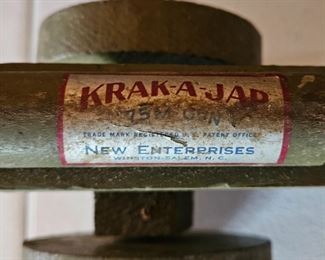 KRAK-A-JAP
TRADE MARK REGISTERED U.S. PATENT OFFICE
NEW ENTERPRISES
WINSTON-SALEM, N.C.